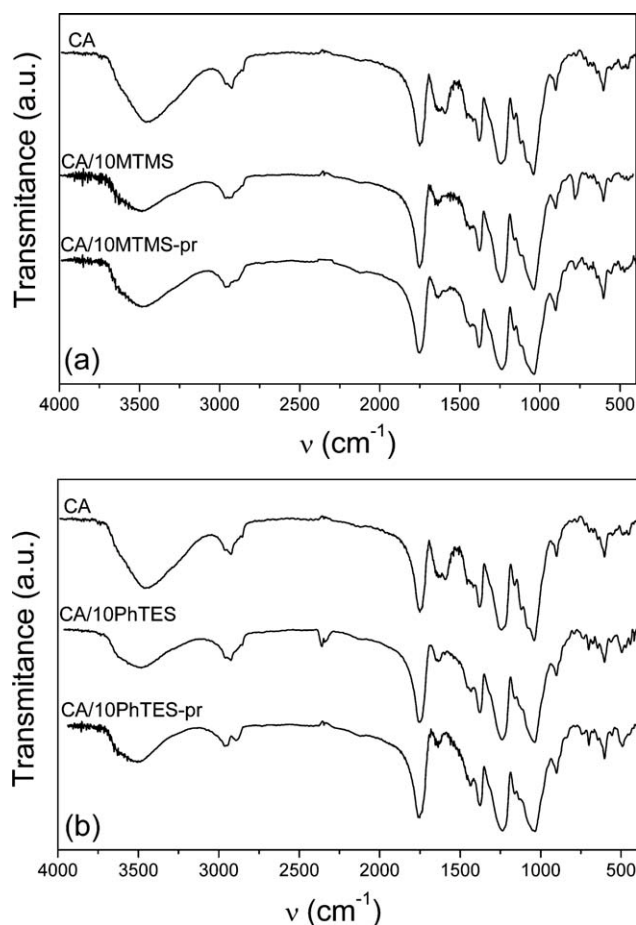 CA
CA/10MTMS
CA/10MTMS-pr
Transmitance (a.u.)
(a)
4000 3500 3000 2500 2000 1500 1000 500
ν (cm⁻¹)
CA
CA/10PhTES
CA/10PhTES-pr
Transmitance (a.u.)
(b)
4000 3500 3000 2500 2000 1500 1000 500
ν (cm⁻¹)